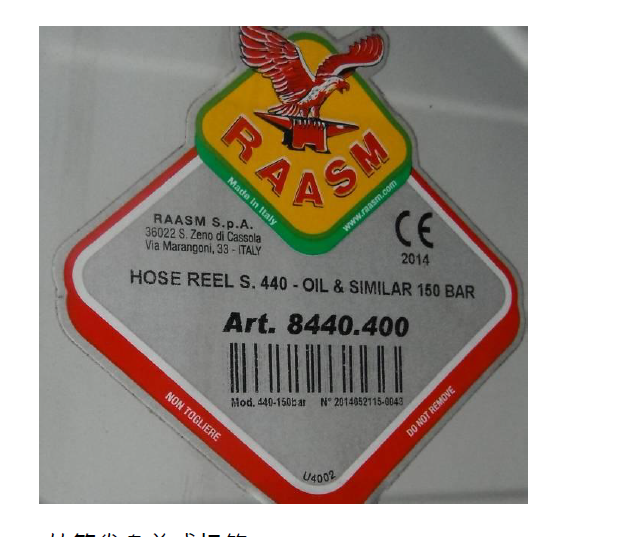 RAASM
Made in Italy
www.raasm.com
RAASM S.p.A.
36022 S. Zeno di Cassola
Via Marangoni, 33 - ITALY
CE
2014
HOSE REEL S. 440 - OIL & SIMILAR 150 BAR
Art. 8440.400
Mod. 440-150bar N° 2014052115-0043
NON TOGLIERE
DO NOT REMOVE
U4002